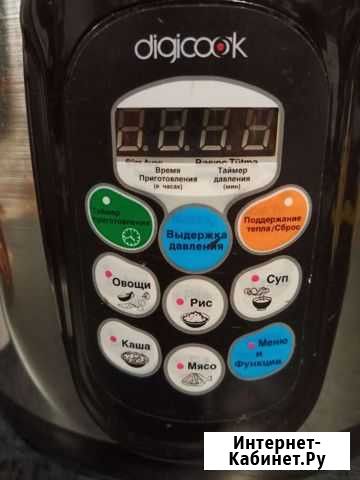 digicook
Время
Приготовления
(в часах)
Таймер
давления
(мин)
Таймер
приготовления
Выдержка
давления
Поддержание
тепла/Сброс
Овощи
Рис
Суп
Каша
Мясо
Меню
и
Функции
Интернет-
Кабинет.Ру